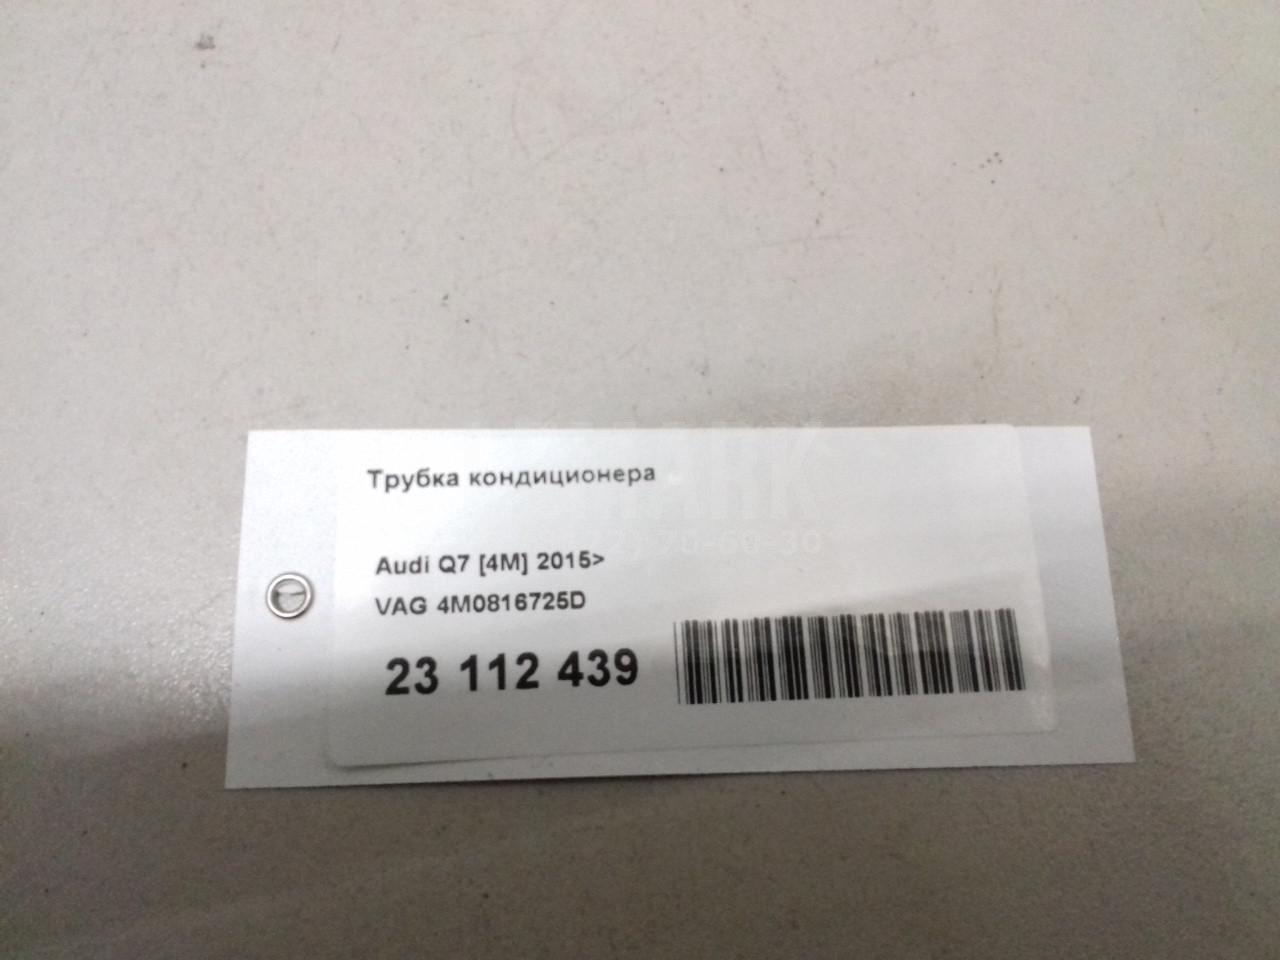 Трубка кондиционера
Audi Q7 [4M] 2015>
VAG 4M0816725D
23 112 439